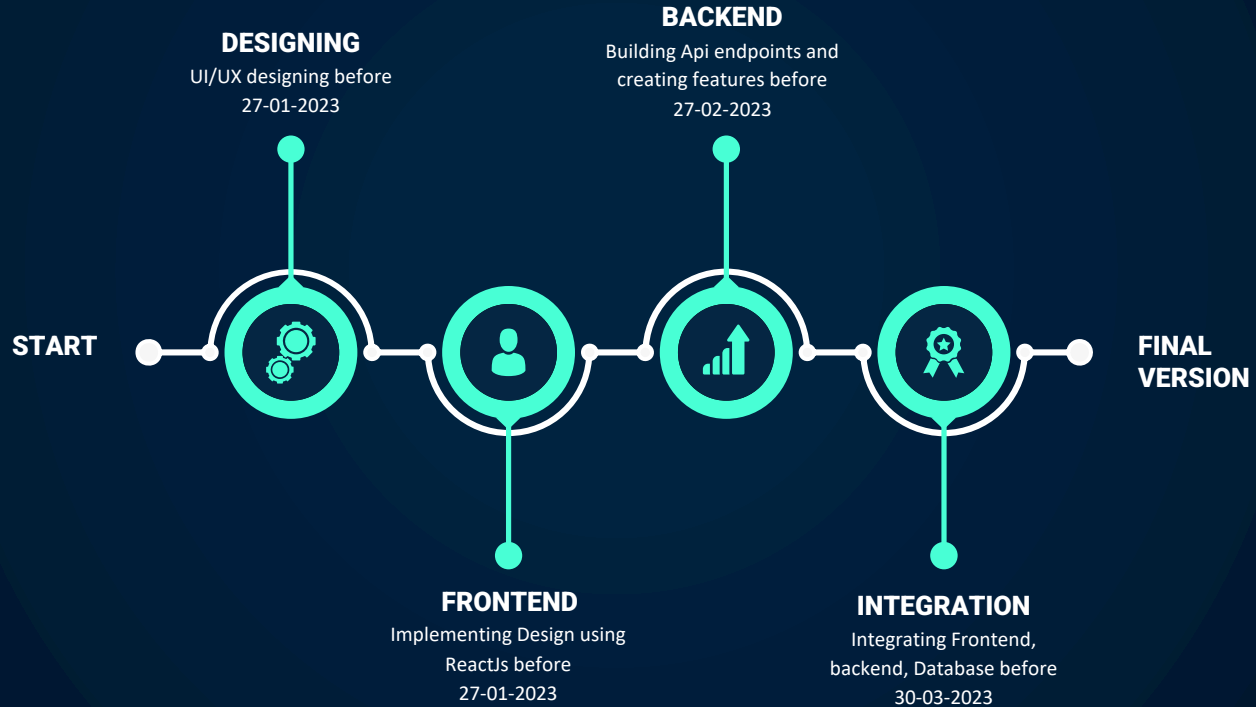 DESIGNING
UI/UX designing before
27-01-2023
BACKEND
Building Api endpoints and
creating features before
27-02-2023
START
FINAL
VERSION
FRONTEND
Implementing Design using
ReactJs before
27-01-2023
INTEGRATION
Integrating Frontend,
backend, Database before
30-03-2023